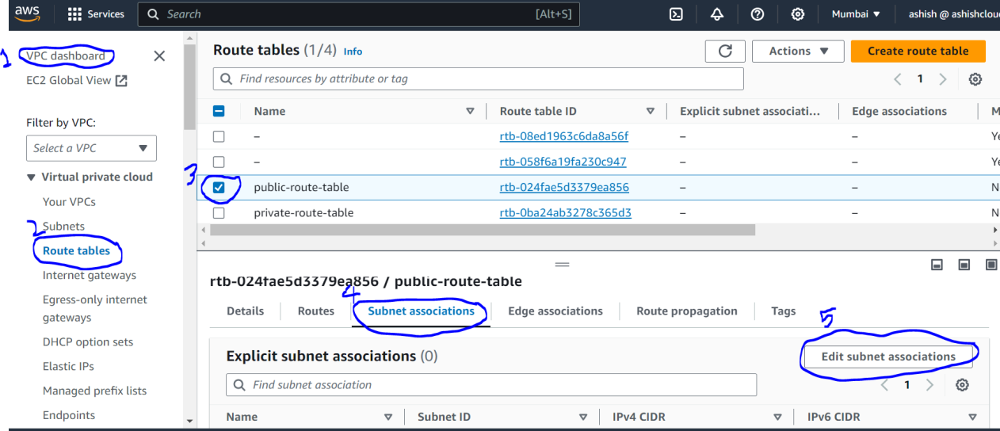 aws
Services
Search
[Alt+S]
Mumbai
ashish @ ashishclou
1
VPC dashboard
EC2 Global View
Filter by VPC:
Select a VPC
Virtual private cloud
Your VPCs
2
Subnets
Route tables
Internet gateways
Egress-only internet
gateways
DHCP option sets
Elastic IPs
Managed prefix lists
Endpoints
Route tables (1/4) Info
Actions
Create route table
Find resources by attribute or tag
1
Name Route table ID Explicit subnet associati... Edge associations M
– rtb-08ed1963c6da8a56f – – Ye
– rtb-058f6a19fa230c947 – – Ye
3
public-route-table rtb-024fae5d3379ea856 – – N
private-route-table rtb-0ba24ab3278c365d3 – – N
rtb-024fae5d3379ea856 / public-route-table
4
Details Routes Subnet associations Edge associations Route propagation Tags
5
Explicit subnet associations (0)
Edit subnet associations
Find subnet association
1
Name Subnet ID IPv4 CIDR IPv6 CIDR